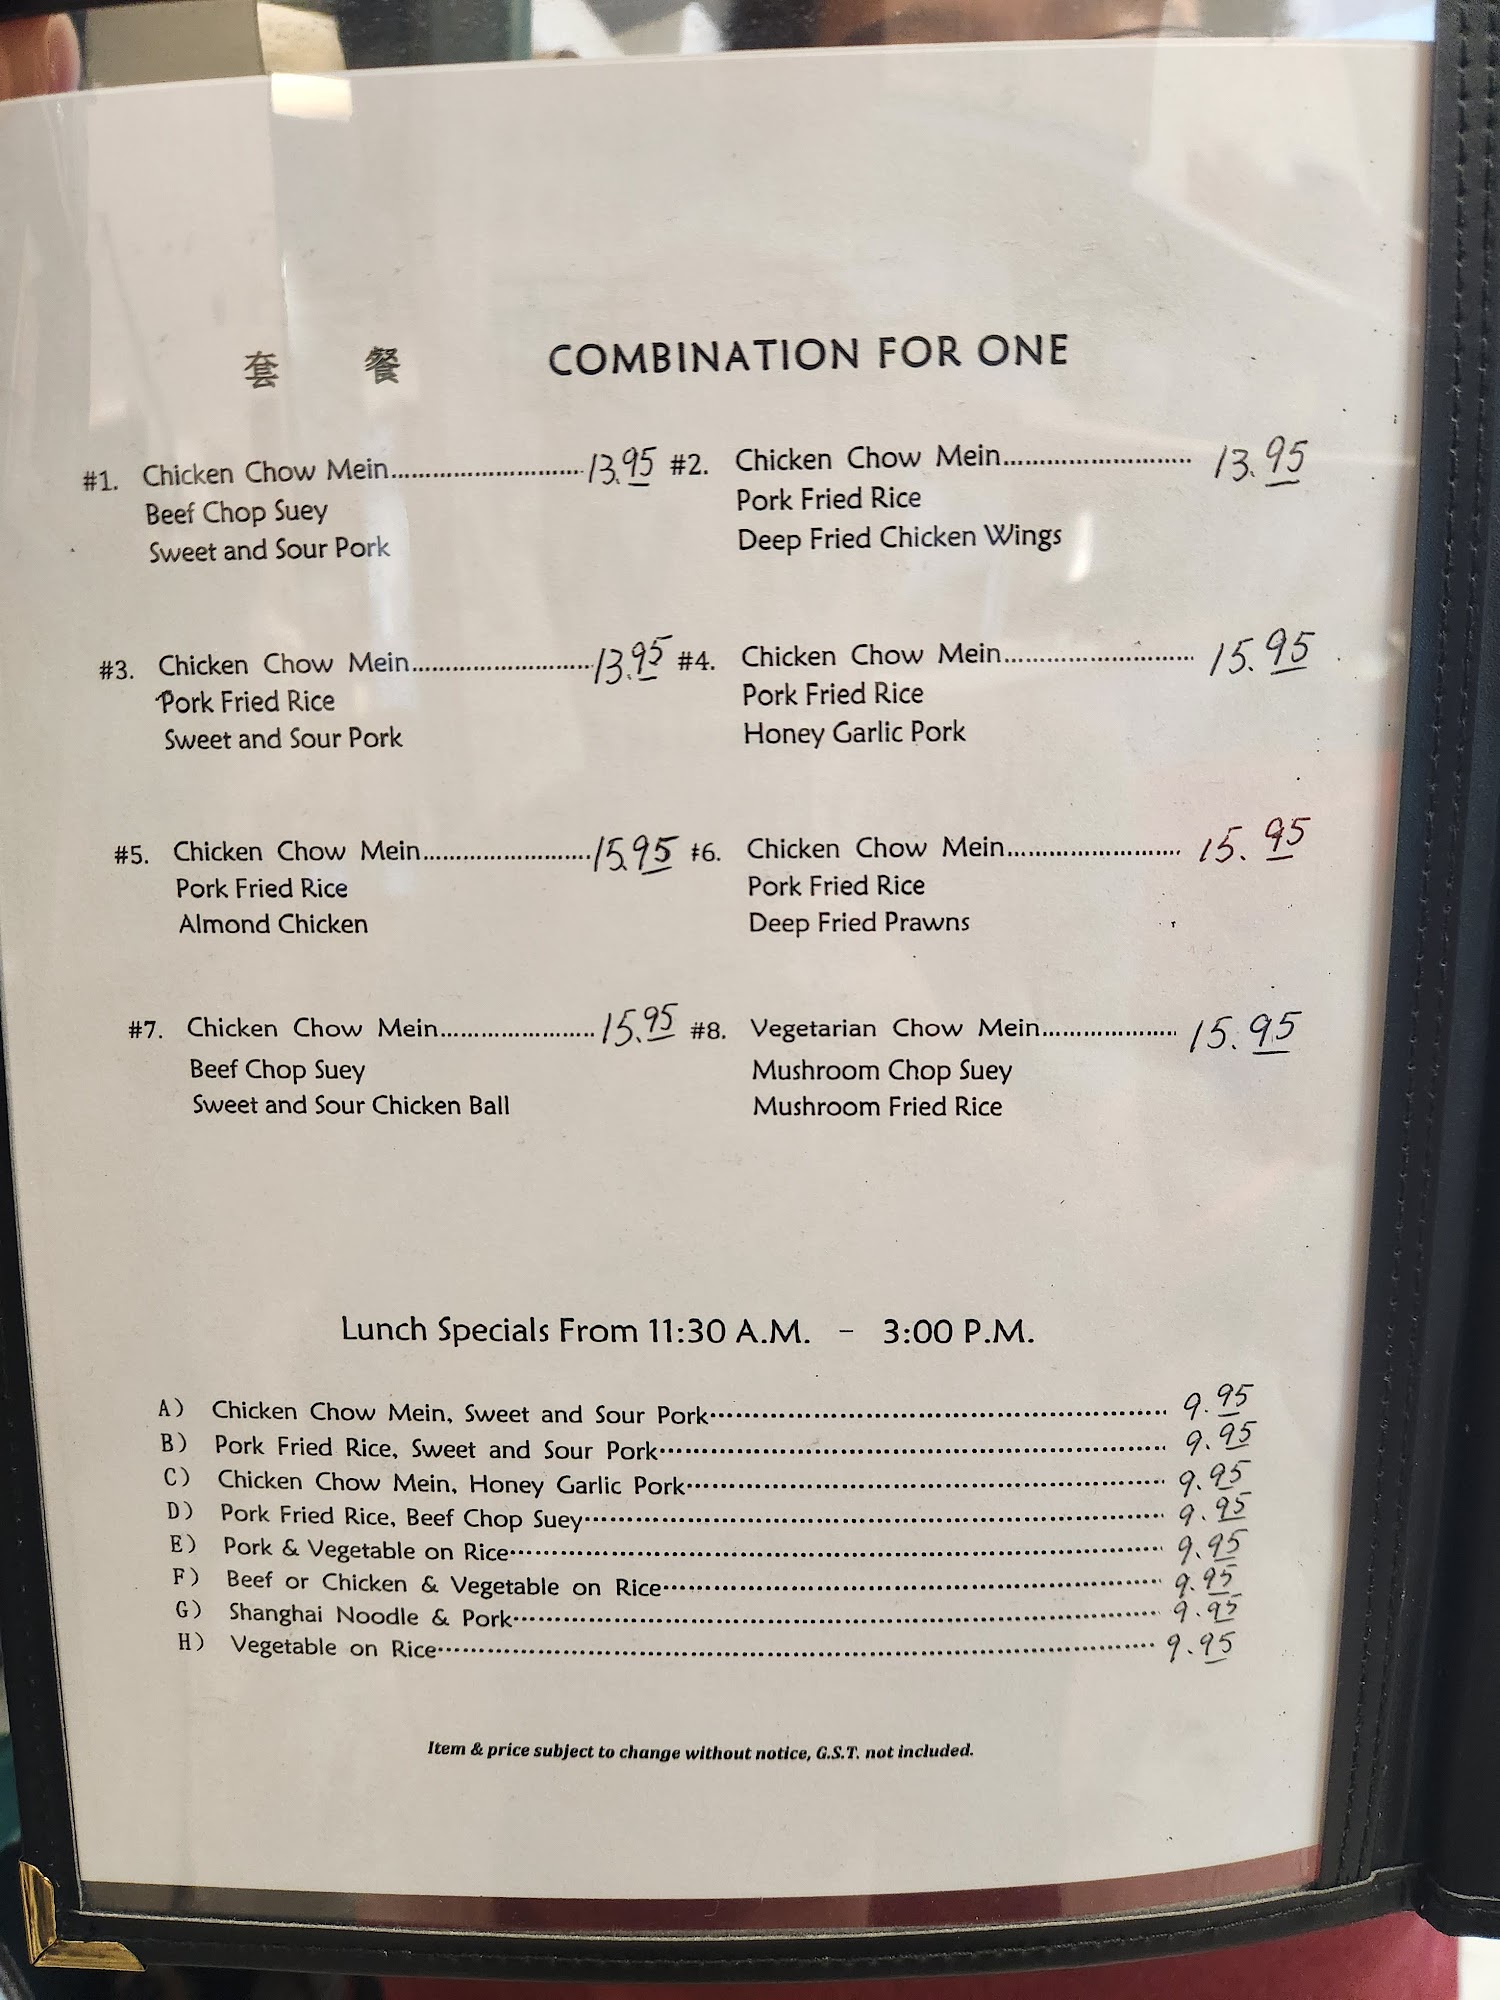 套 餐 COMBINATION FOR ONE
#1. Chicken Chow Mein............................13.95 #2. Chicken Chow Mein............................ 13.95
Beef Chop Suey Pork Fried Rice
Sweet and Sour Pork Deep Fried Chicken Wings
#3. Chicken Chow Mein...........................13.95 #4. Chicken Chow Mein............................ 15.95
Pork Fried Rice Pork Fried Rice
Sweet and Sour Pork Honey Garlic Pork
#5. Chicken Chow Mein.........................15.95 #6. Chicken Chow Mein.......................... 15.95
Pork Fried Rice Pork Fried Rice
Almond Chicken Deep Fried Prawns
#7. Chicken Chow Mein.......................15.95 #8. Vegetarian Chow Mein.................... 15.95
Beef Chop Suey Mushroom Chop Suey
Sweet and Sour Chicken Ball Mushroom Fried Rice
Lunch Specials From 11:30 A.M. - 3:00 P.M.
A) Chicken Chow Mein, Sweet and Sour Pork.................... 9.95
B) Pork Fried Rice, Sweet and Sour Pork.................... 9.95
C) Chicken Chow Mein, Honey Garlic Pork.................... 9.95
D) Pork Fried Rice, Beef Chop Suey.................... 9.95
E) Pork & Vegetable on Rice.................... 9.95
F) Beef or Chicken & Vegetable on Rice.................... 9.95
G) Shanghai Noodle & Pork.................... 9.95
H) Vegetable on Rice.................... 9.95
Item & price subject to change without notice, G.S.T. not included.